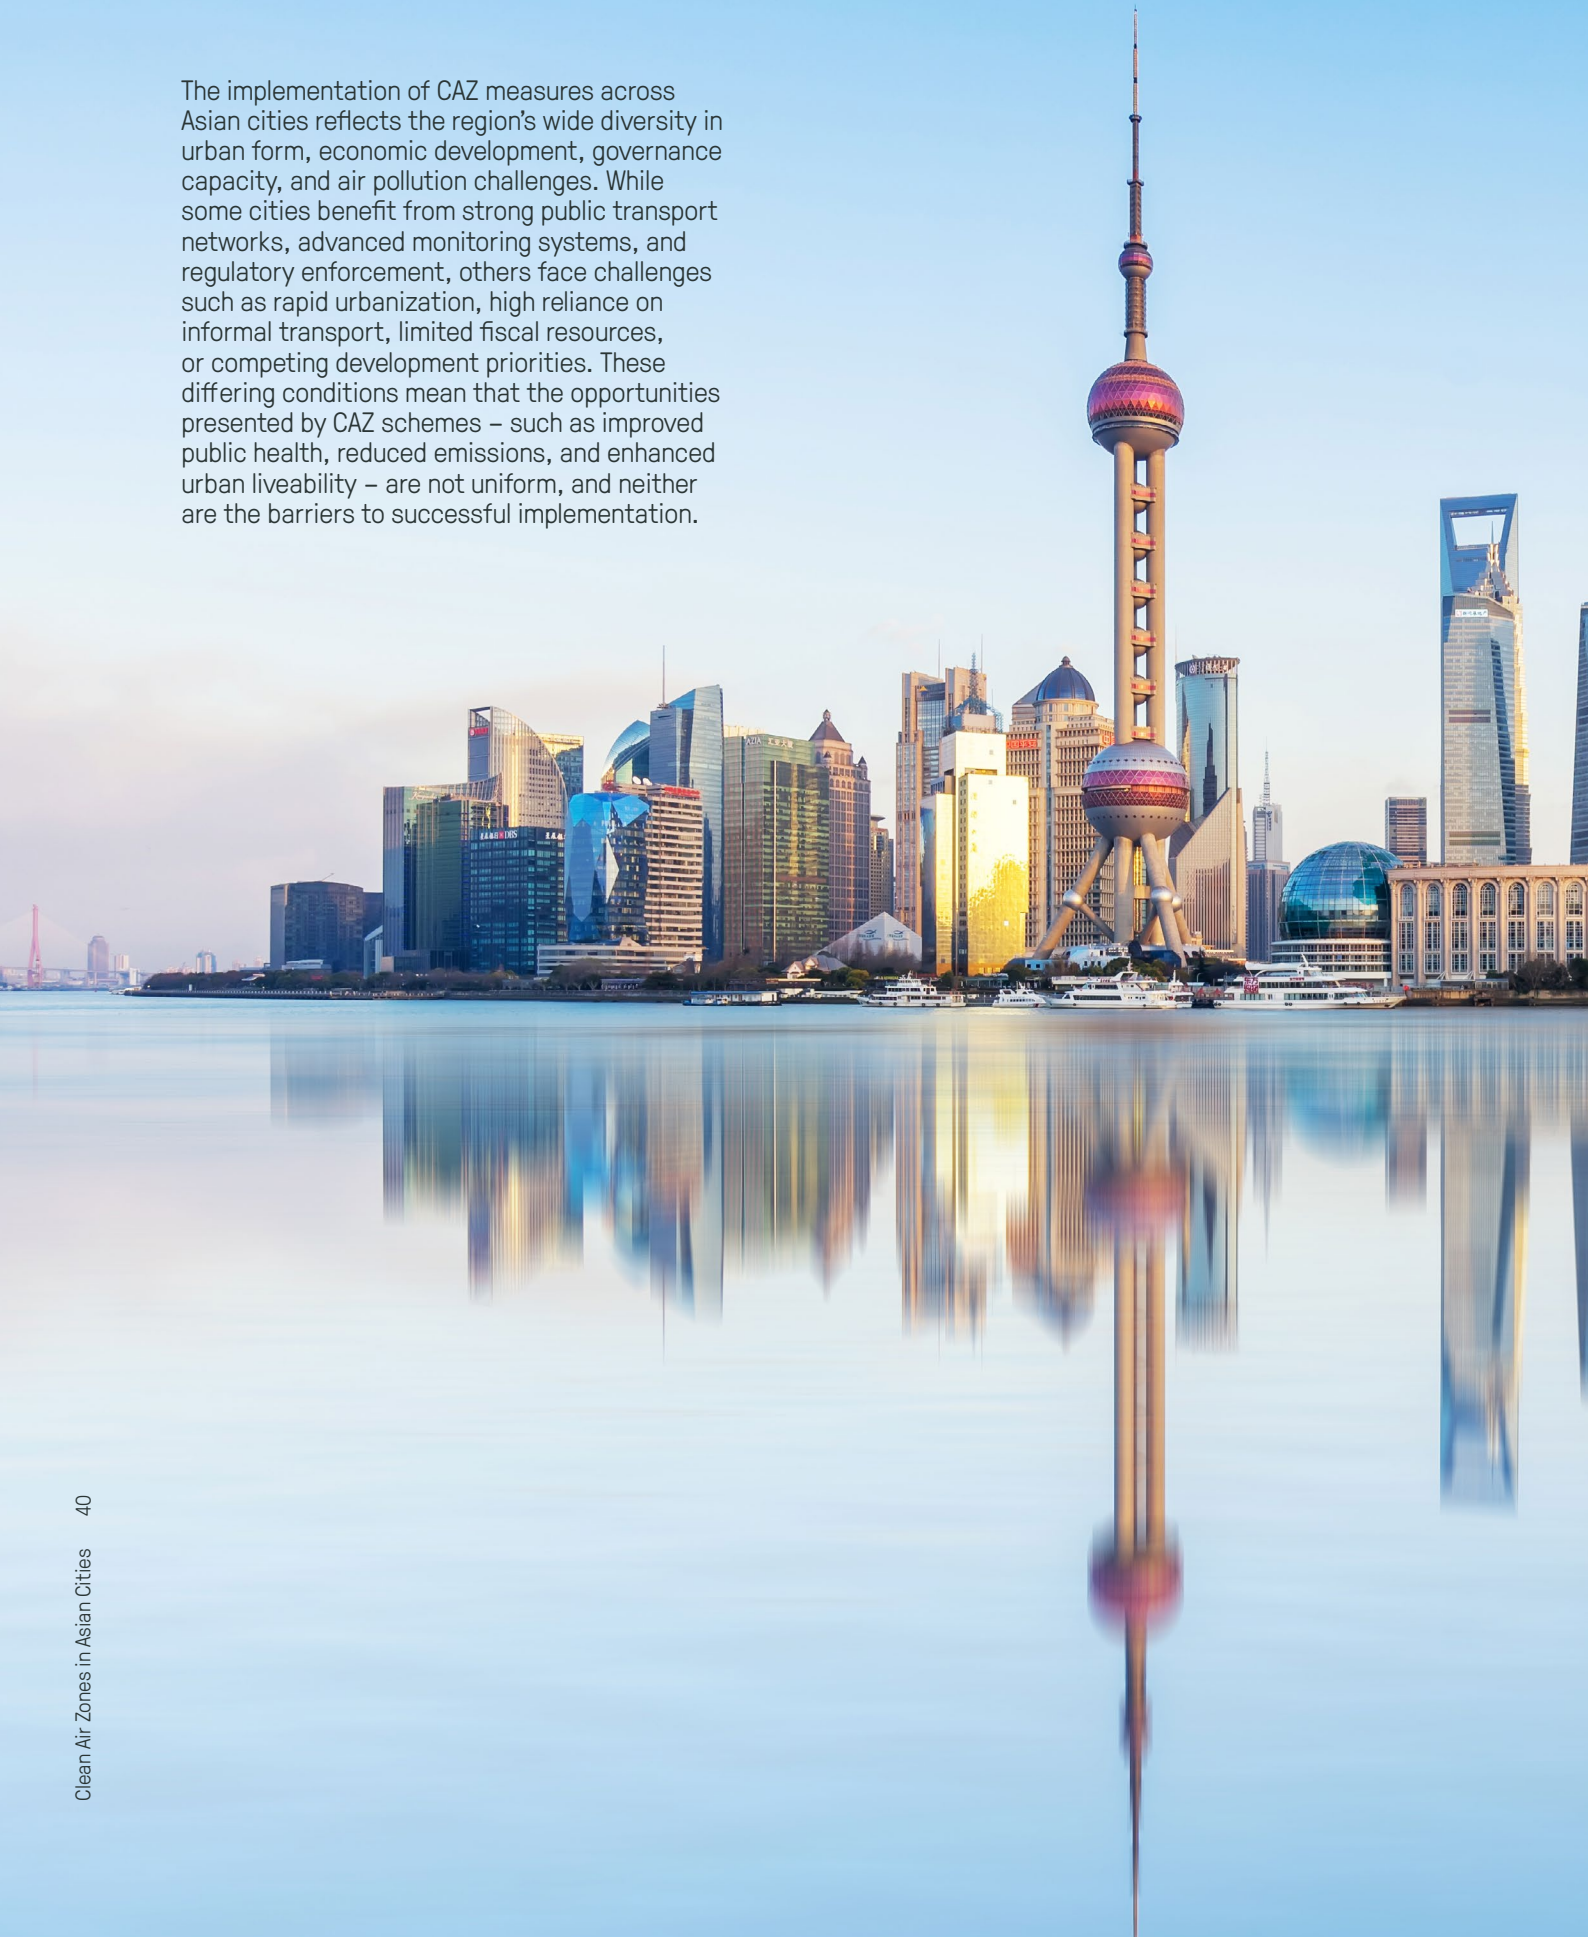 The implementation of CAZ measures across
Asian cities reflects the region’s wide diversity in
urban form, economic development, governance
capacity, and air pollution challenges. While
some cities benefit from strong public transport
networks, advanced monitoring systems, and
regulatory enforcement, others face challenges
such as rapid urbanization, high reliance on
informal transport, limited fiscal resources,
or competing development priorities. These
differing conditions mean that the opportunities
presented by CAZ schemes – such as improved
public health, reduced emissions, and enhanced
urban liveability – are not uniform, and neither
are the barriers to successful implementation.
DBS
Clean Air Zones in Asian Cities 40